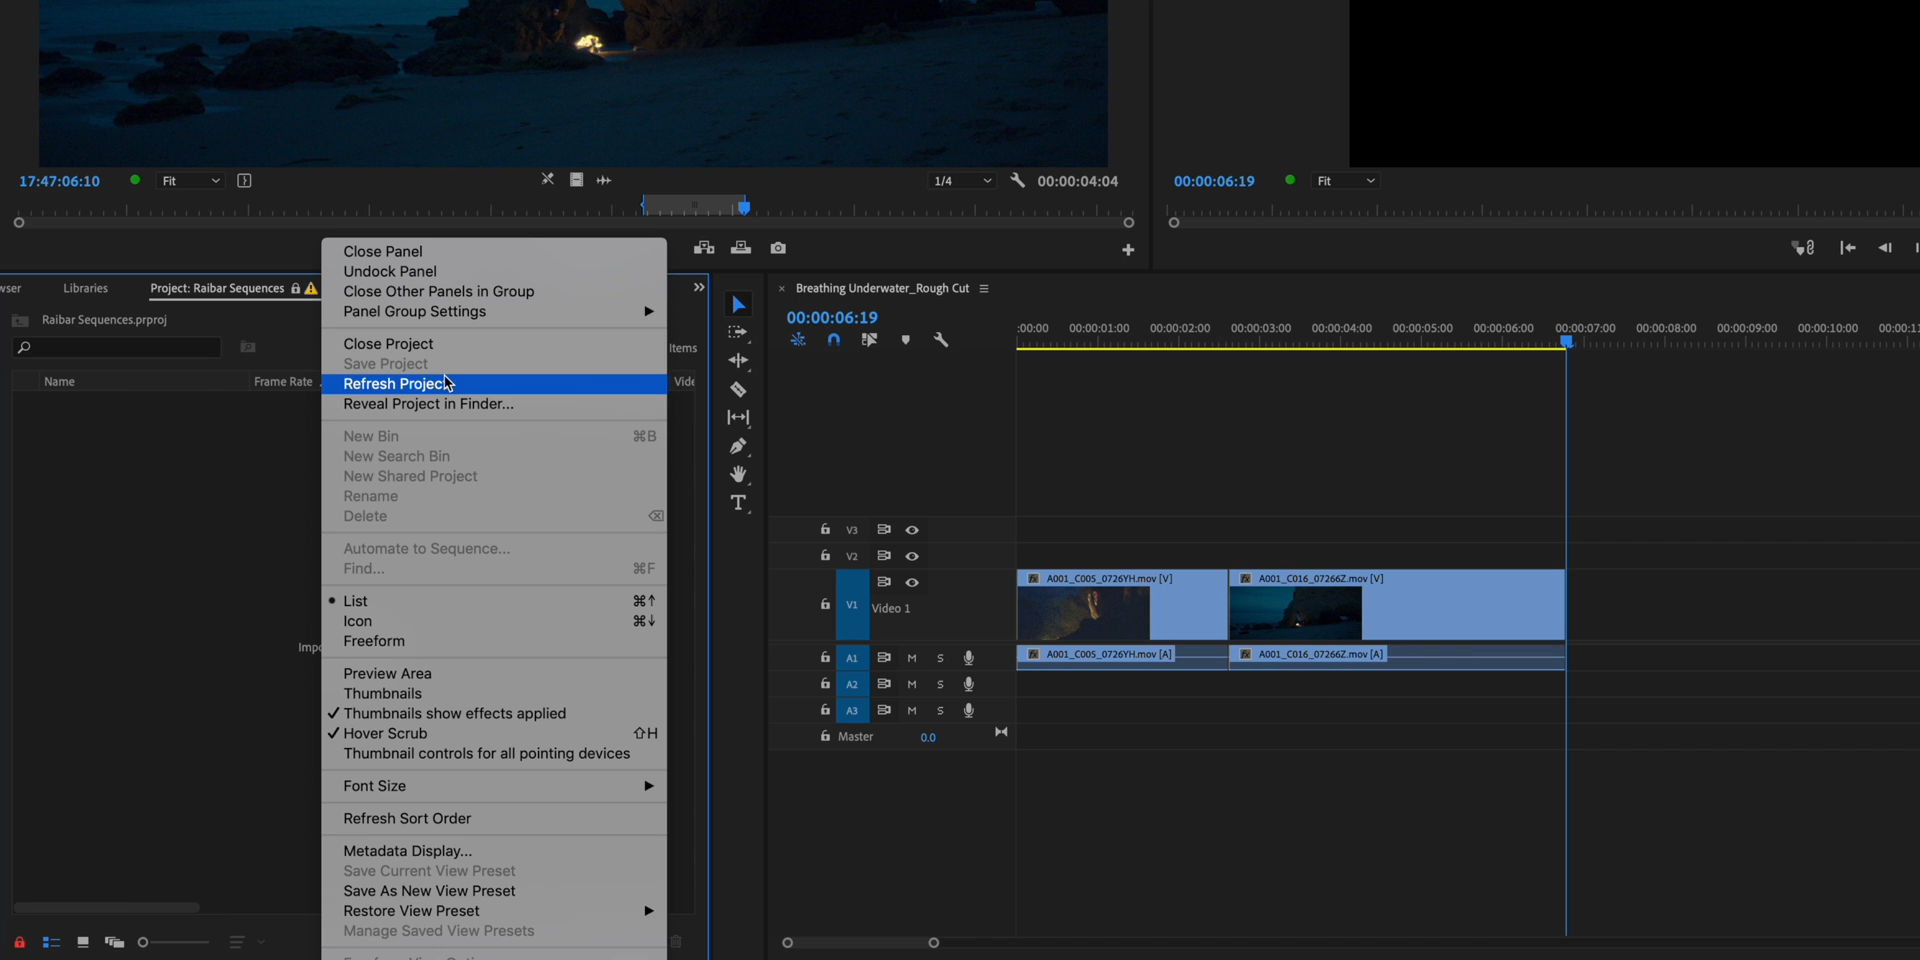 17:47:06:10
Fit
1/4
00:00:04:04
00:00:06:19
Fit
wser
Libraries
Project: Raibar Sequences
Raibar Sequences.prproj
Items
Name
Frame Rate
Vide
Impo
Close Panel
Undock Panel
Close Other Panels in Group
Panel Group Settings
Close Project
Save Project
Refresh Project
Reveal Project in Finder...
New Bin ⌘B
New Search Bin
New Shared Project
Rename
Delete
Automate to Sequence...
Find... ⌘F
List ⌘↑
Icon ⌘↓
Freeform
Preview Area
Thumbnails
✓ Thumbnails show effects applied
✓ Hover Scrub ⇧H
Thumbnail controls for all pointing devices
Font Size
Refresh Sort Order
Metadata Display...
Save Current View Preset
Save As New View Preset
Restore View Preset
Manage Saved View Presets
Breathing Underwater_Rough Cut
00:00:06:19
:00:00
00:00:01:00
00:00:02:00
00:00:03:00
00:00:04:00
00:00:05:00
00:00:06:00
00:00:07:00
00:00:08:00
00:00:09:00
00:00:10:00
00:00:11
V3
V2
V1
Video 1
fx A001_C005_0726YH.mov [V]
fx A001_C016_07266Z.mov [V]
A1 M S
fx A001_C005_0726YH.mov [A]
fx A001_C016_07266Z.mov [A]
A2 M S
A3 M S
Master 0.0